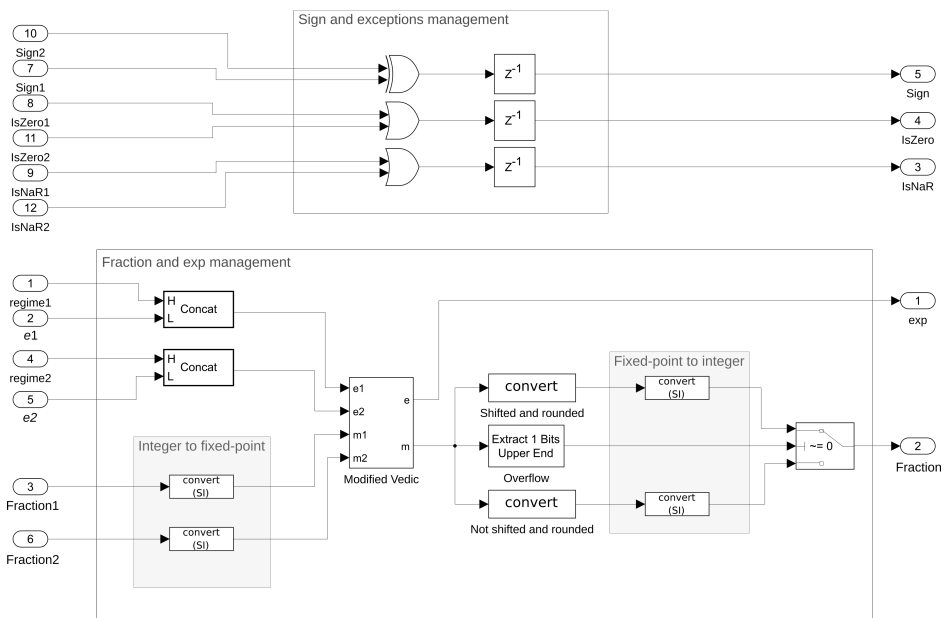 Sign and exceptions management
10
Sign2
7
Sign1
8
IsZero1
11
IsZero2
9
IsNaR1
12
IsNaR2
Z-1
Z-1
Z-1
5
Sign
4
IsZero
3
IsNaR
Fraction and exp management
1
regime1
2
e1
4
regime2
5
e2
3
Fraction1
6
Fraction2
H
L
Concat
H
L
Concat
Integer to fixed-point
convert
(SI)
convert
(SI)
e1
e2
m1
m2
e
m
Modified Vedic
convert
Shifted and rounded
Extract 1 Bits
Upper End
Overflow
convert
Not shifted and rounded
Fixed-point to integer
convert
(SI)
convert
(SI)
~= 0
1
exp
2
Fraction